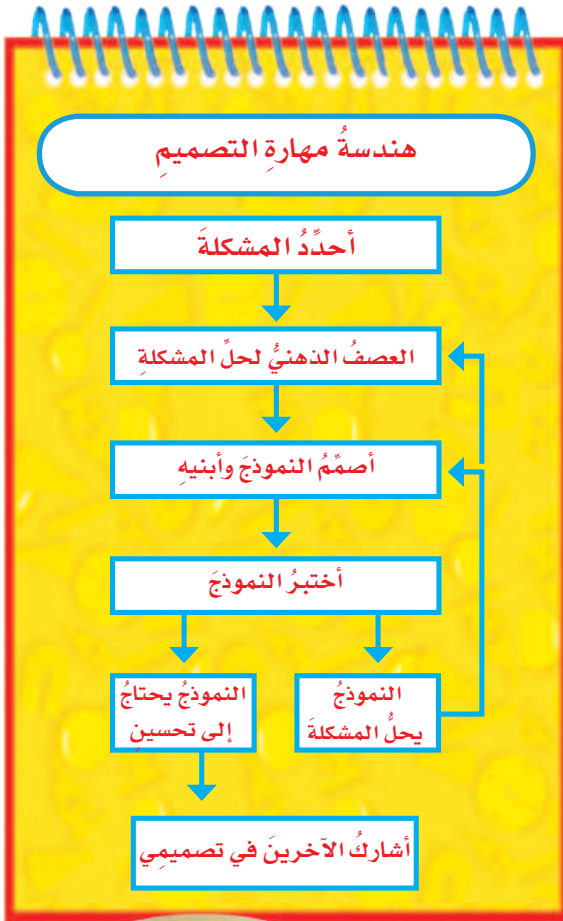 هندسةُ مهارةِ التصميمِ
أحدِّدُ المشكلةَ
العصفُ الذهنيُّ لحلِّ المشكلةِ
أصمِّمُ النموذجَ وأبنيهِ
أختبرُ النموذجَ
النموذجُ
يحلُّ المشكلةَ
النموذجُ يحتاجُ
إلى تحسينٍ
أشاركُ الآخرينَ في تصميمِي